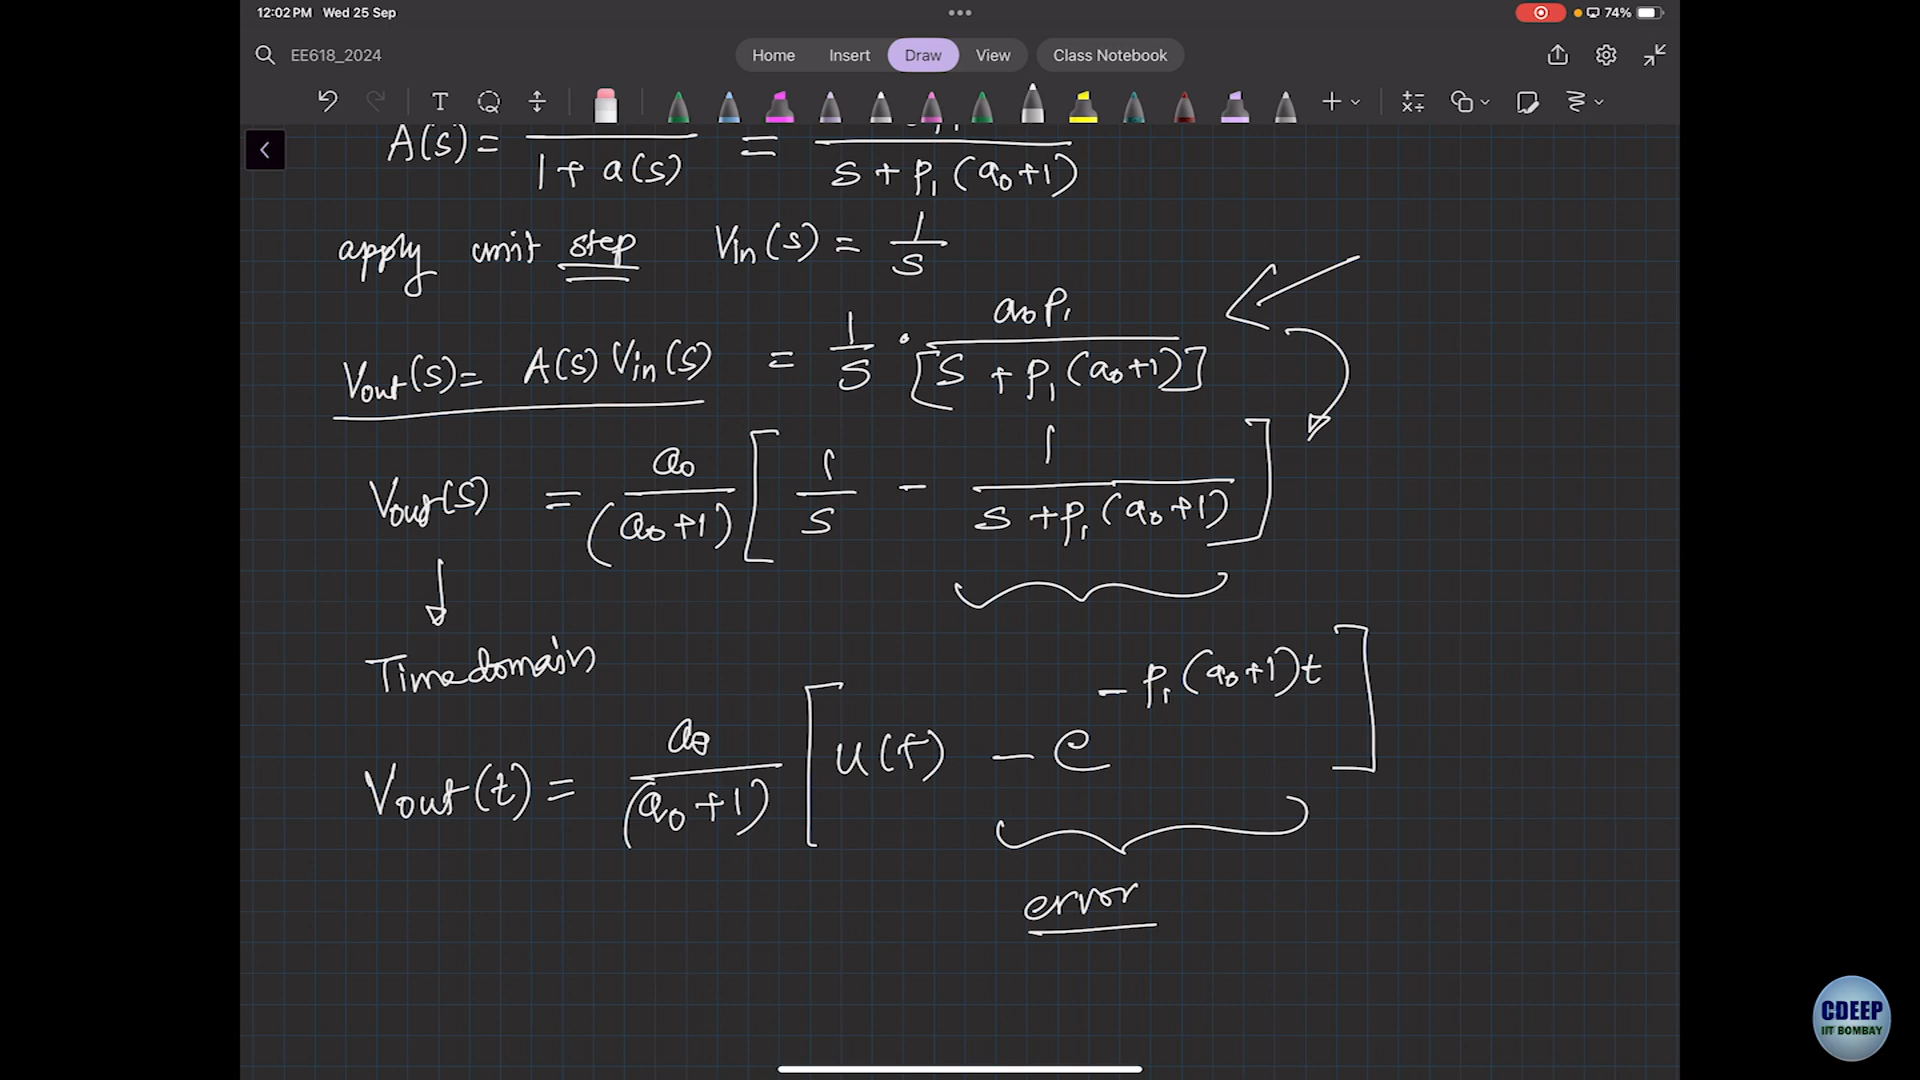 12:02 PM Wed 25 Sep
74%
EE618_2024
Home Insert Draw View Class Notebook
A(s) = / 1 + a(s) = / s + p₁ (a₀+1)
apply unit step Vin(s) = 1/s
Vout(s) = A(s) Vin(s) = 1/s · a₀p₁ / [s + p₁(a₀+1)]
Vout(s) = a₀/(a₀+1) [ 1/s - 1/(s + p₁(a₀+1)) ]
Time domain
Vout(t) = a₀/(a₀+1) [ u(t) - e^(-p₁(a₀+1)t) ]
error
CDEEP
IIT BOMBAY